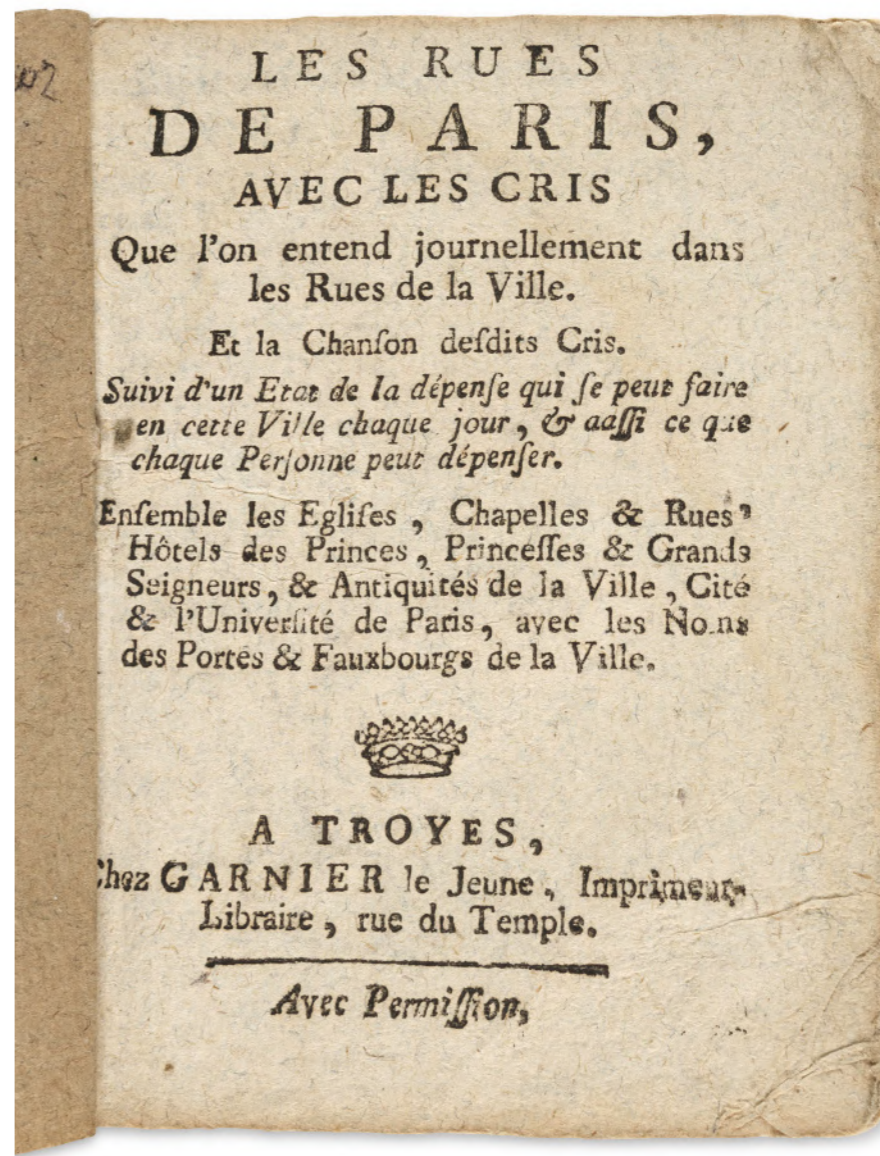 LES RUES
DE PARIS,
AVEC LES CRIS
Que l'on entend journellement dans
les Rues de la Ville.
Et la Chanſon deſdits Cris.
Suivi d'un Etat de la dépenſe qui ſe peut faire
en cette Ville chaque jour, & aaſſi ce que
chaque Perſonne peut dépenſer.
Enſemble les Egliſes, Chapelles & Rues,
Hôtels des Princes, Princeſſes & Grands
Seigneurs, & Antiquités de la Ville, Cité
& l'Univerſité de Paris, avec les Noms
des Portes & Fauxbourgs de la Ville.
A TROYES,
Chez GARNIER le Jeune, Imprimeur-
Libraire, rue du Temple.
Avec Permiſſion,